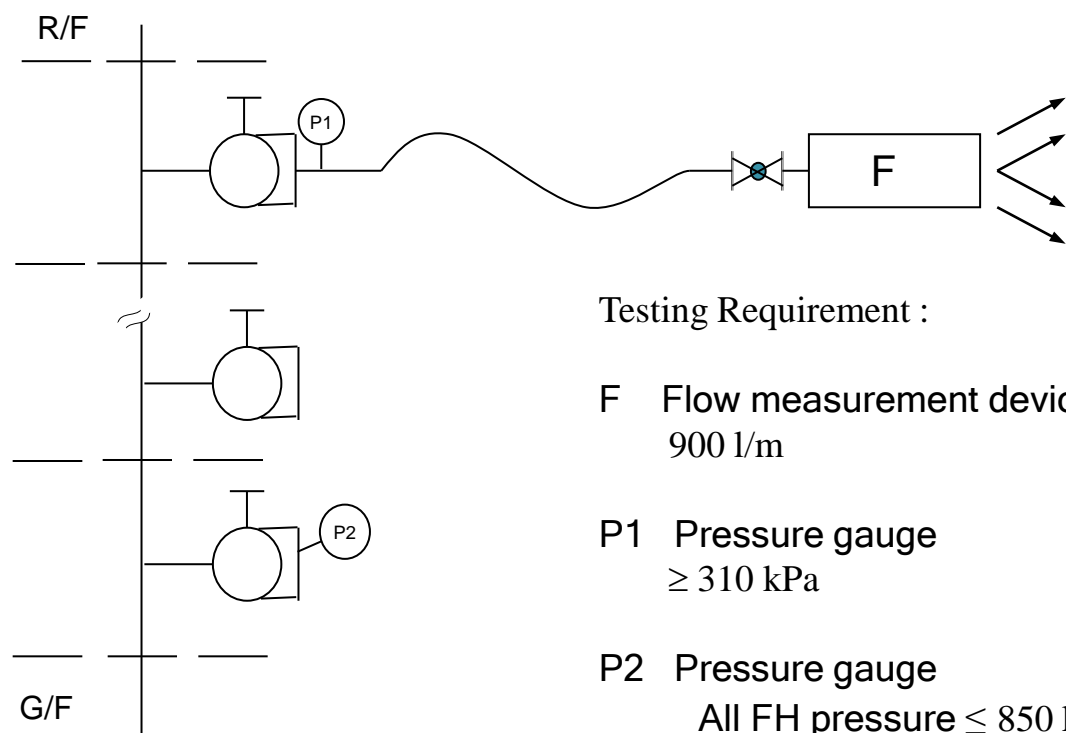 R/F
P1
F
Testing Requirement :
F Flow measurement
900 l/m
P1 Pressure gauge
≥ 310 kPa
P2
P2 Pressure gauge
G/F
All FH pressure ≤ 850